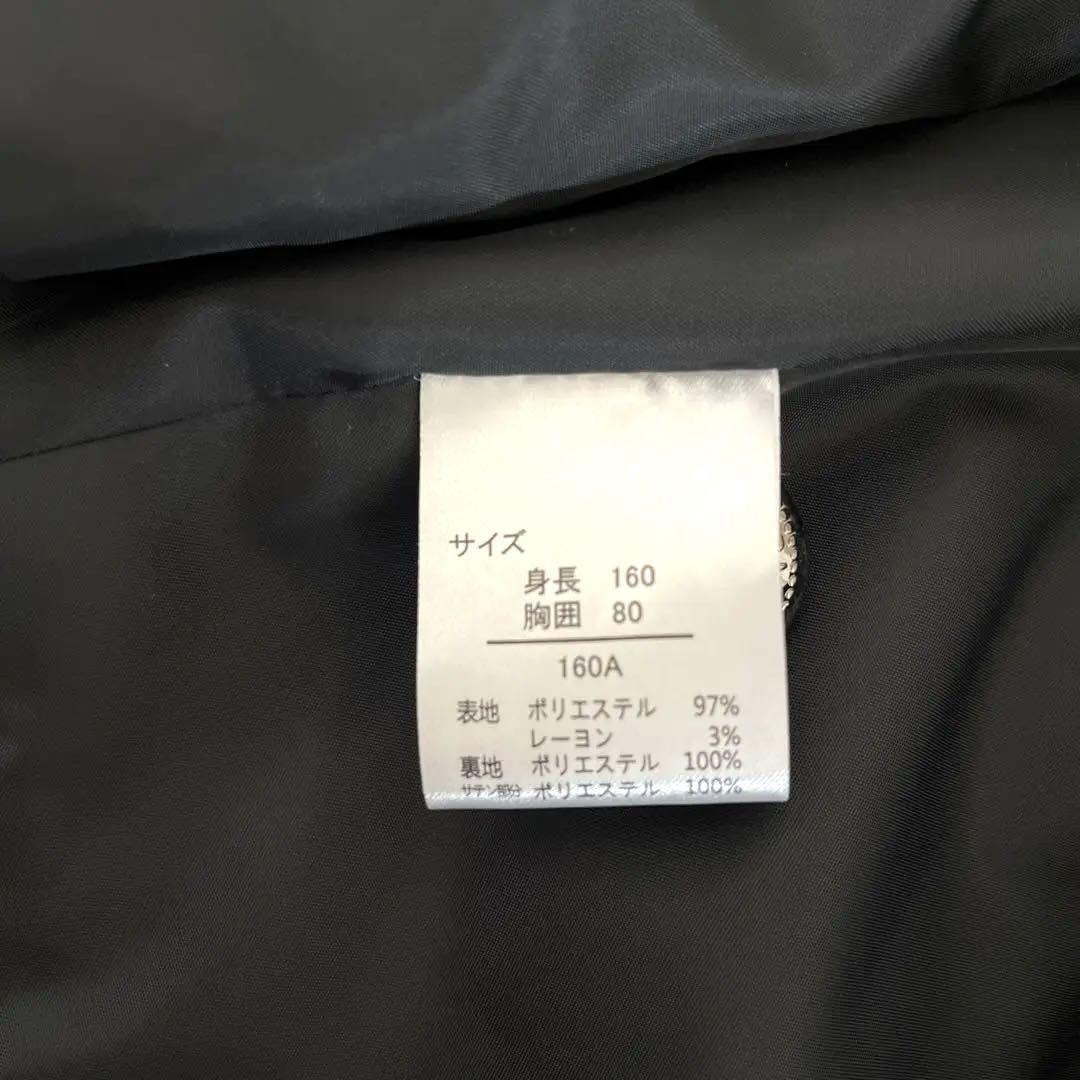 サイズ
身長 160
胸囲 80
160A
表地 ポリエステル 97%
レーヨン 3%
裏地 ポリエステル 100%
サテン部分 ポリエステル 100%